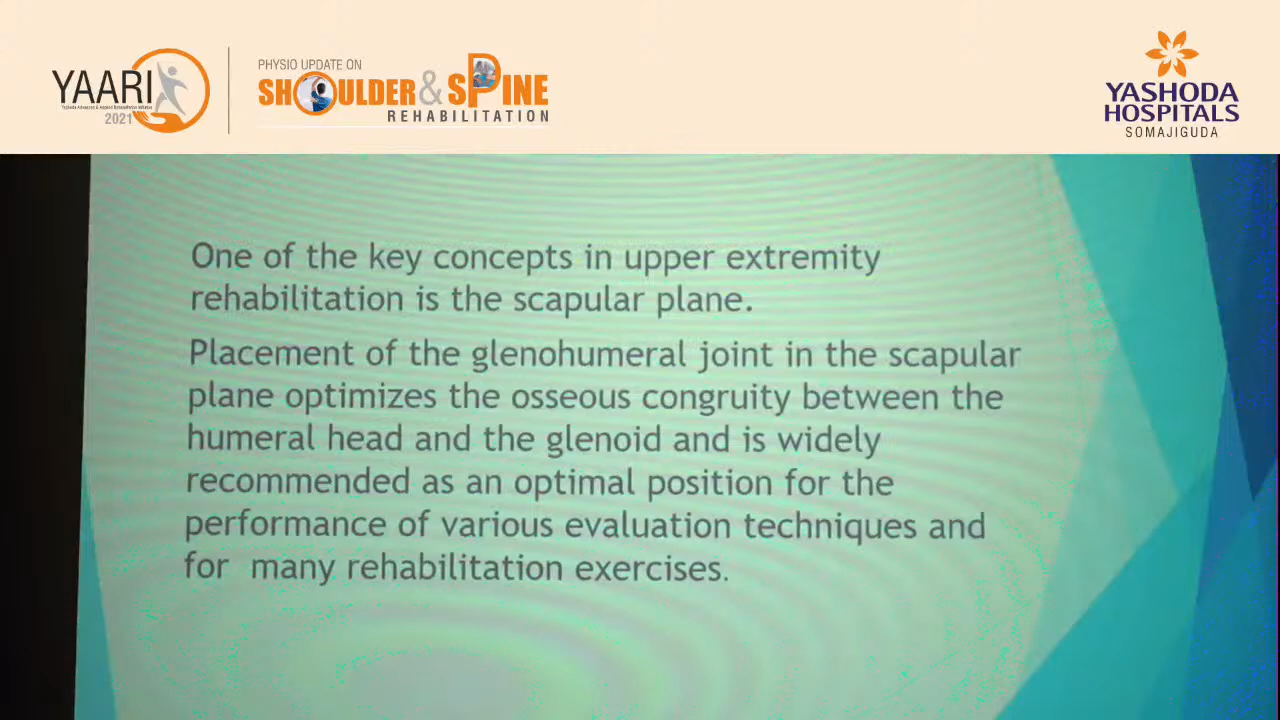 YAARI
2021
PHYSIO UPDATE ON
SHOULDER & SPINE
REHABILITATION
YASHODA
HOSPITALS
SOMAJIGUDA
One of the key concepts in upper extremity
rehabilitation is the scapular plane.
Placement of the glenohumeral joint in the scapular
plane optimizes the osseous congruity between the
humeral head and the glenoid and is widely
recommended as an optimal position for the
performance of various evaluation techniques and
for many rehabilitation exercises.